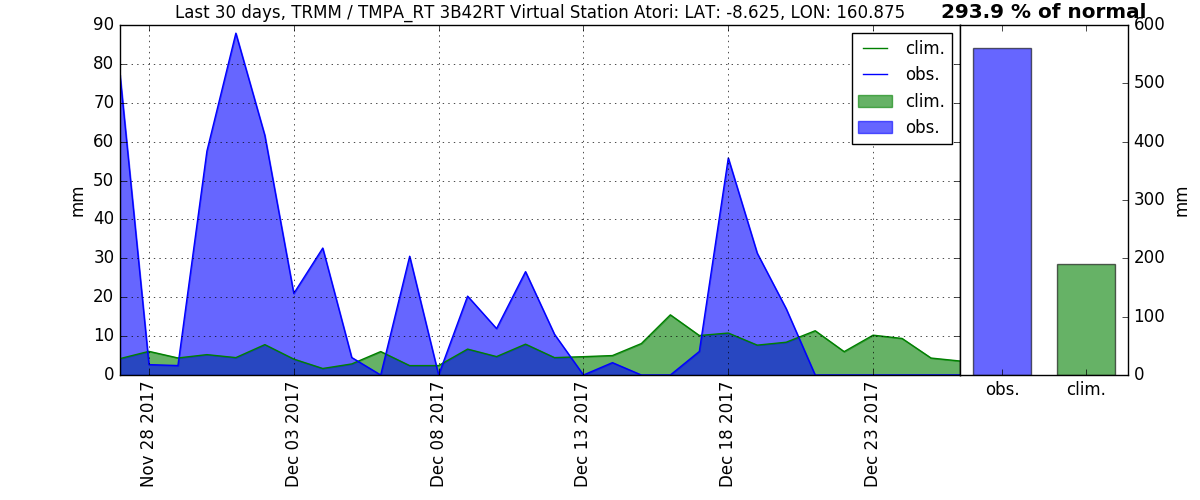 Last 30 days, TRMM / TMPA_RT 3B42RT Virtual Station Atori: LAT: -8.625, LON: 160.875
293.9 % of normal
90
80
70
60
50
40
30
20
10
0
mm
clim.
obs.
clim.
obs.
Nov 28 2017
Dec 03 2017
Dec 08 2017
Dec 13 2017
Dec 18 2017
Dec 23 2017
600
500
400
300
200
100
0
mm
obs.
clim.